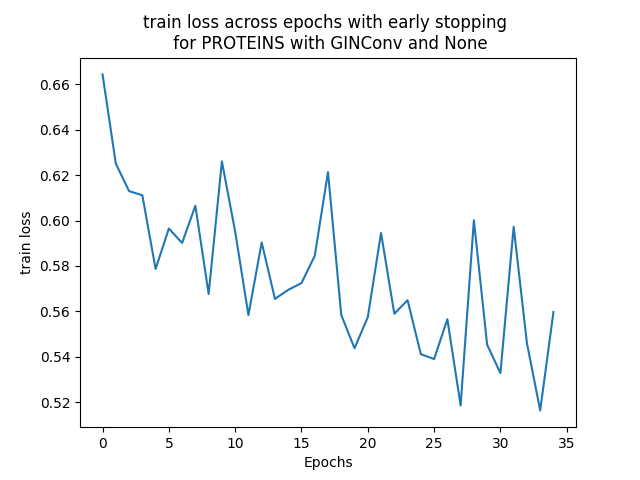 train loss across epochs with early stopping
for PROTEINS with GINConv and None
train loss
0.66
0.64
0.62
0.60
0.58
0.56
0.54
0.52
0 5 10 15 20 25 30 35
Epochs